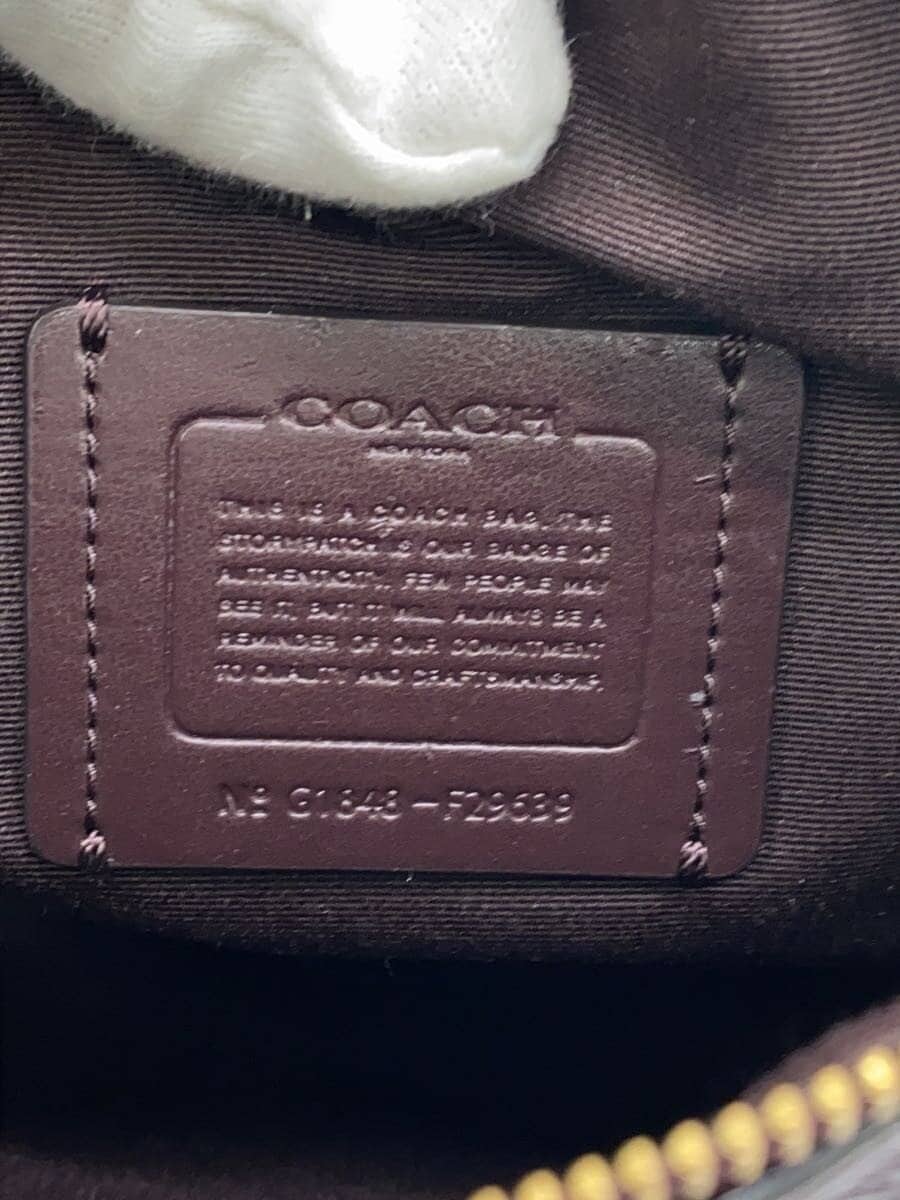 COACH
NEW YORK
THIS IS A COACH BAG. THE
STORMPATCH IS OUR BADGE OF
AUTHENTICITY. FEW PEOPLE MAY
SEE IT, BUT IT WILL ALWAYS BE A
REMINDER OF OUR COMMITMENT
TO QUALITY AND CRAFTSMANSHIP.
Nº G1848-F29639